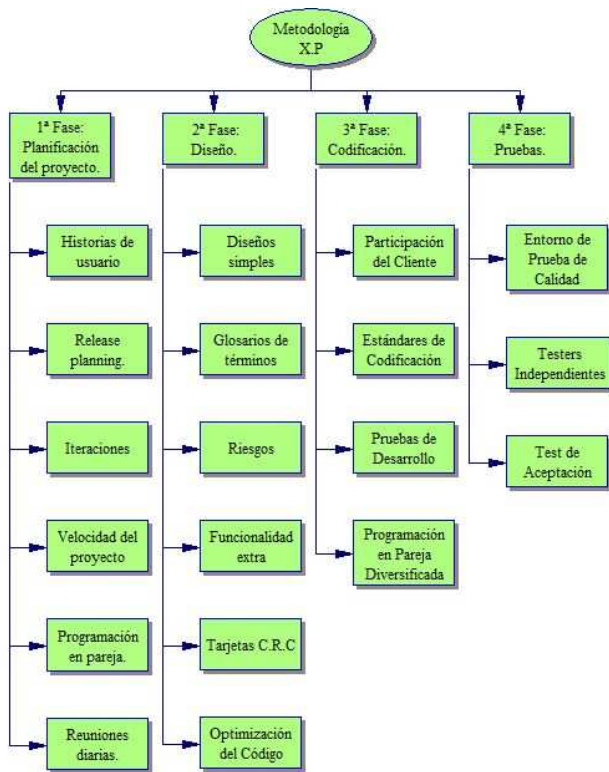 Metodología
X.P
1ª Fase:
Planificación
del proyecto.
2ª Fase:
Diseño.
3ª Fase:
Codificación.
4ª Fase:
Pruebas.
Historias de
usuario
Release
planning.
Iteraciones
Velocidad del
proyecto
Programación
en pareja.
Reuniones
diarias.
Diseños
simples
Glosarios de
términos
Riesgos
Funcionalidad
extra
Tarjetas C.R.C
Optimización
del Código
Participación
del Cliente
Estándares de
Codificación
Pruebas de
Desarrollo
Programación
en Pareja
Diversificada
Entorno de
Prueba de
Calidad
Testers
Independientes
Test de
Aceptación